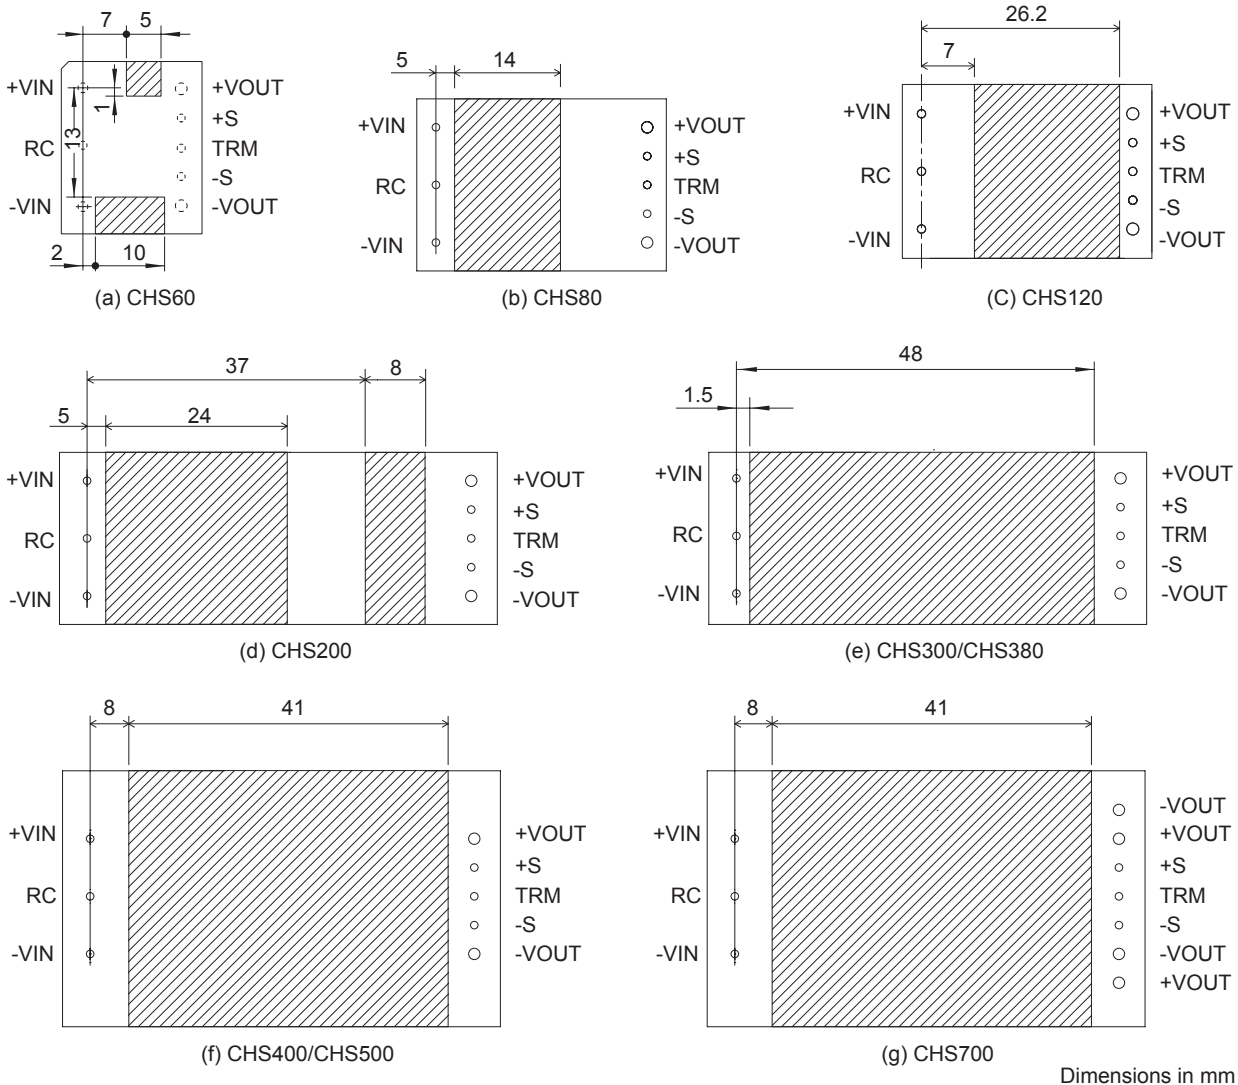 7 5
+VIN +VOUT
1
+S
13
RC TRM
-S
-VIN -VOUT
2 10
(a) CHS60
5 14
+VIN +VOUT
+S
RC TRM
-S
-VIN -VOUT
(b) CHS80
26.2
7
+VIN +VOUT
+S
RC TRM
-S
-VIN -VOUT
(C) CHS120
37 8
5 24
+VIN +VOUT
+S
RC TRM
-S
-VIN -VOUT
(d) CHS200
48
1.5
+VIN +VOUT
+S
RC TRM
-S
-VIN -VOUT
(e) CHS300/CHS380
8 41
+VIN +VOUT
+S
RC TRM
-S
-VIN -VOUT
(f) CHS400/CHS500
8 41
-VOUT
+VIN +VOUT
+S
RC TRM
-S
-VIN -VOUT
+VOUT
(g) CHS700
Dimensions in mm